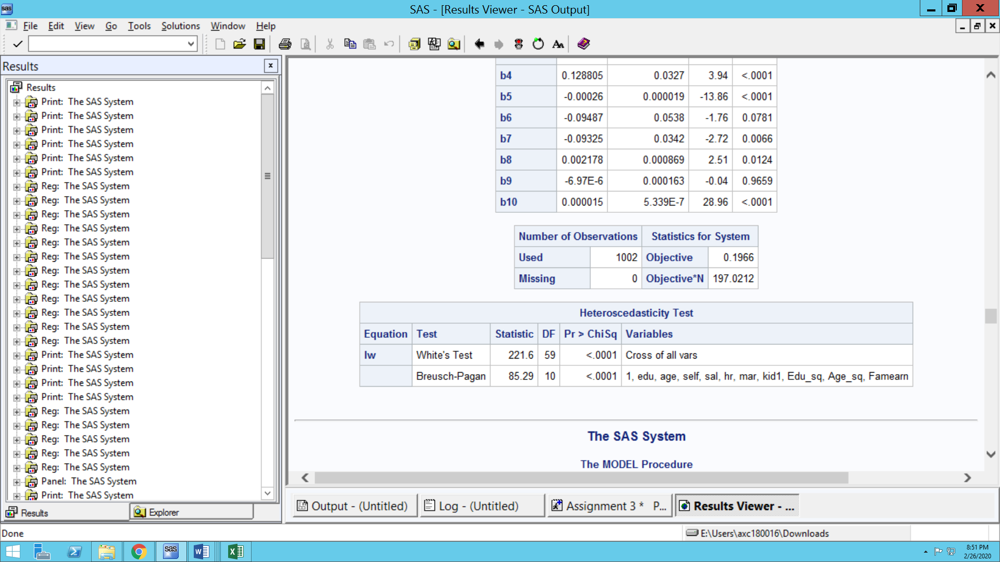 SAS - [Results Viewer - SAS Output]
File Edit View Go Tools Solutions Window Help
Results
Results
Print: The SAS System
Print: The SAS System
Print: The SAS System
Print: The SAS System
Print: The SAS System
Print: The SAS System
Reg: The SAS System
Reg: The SAS System
Reg: The SAS System
Reg: The SAS System
Reg: The SAS System
Reg: The SAS System
Reg: The SAS System
Reg: The SAS System
Reg: The SAS System
Reg: The SAS System
Reg: The SAS System
Reg: The SAS System
Print: The SAS System
Print: The SAS System
Print: The SAS System
Print: The SAS System
Reg: The SAS System
Reg: The SAS System
Reg: The SAS System
Reg: The SAS System
Reg: The SAS System
Panel: The SAS System
Print: The SAS System
Results Explorer
b4 0.128805 0.0327 3.94 <.0001
b5 -0.00026 0.000019 -13.86 <.0001
b6 -0.09487 0.0538 -1.76 0.0781
b7 -0.09325 0.0342 -2.72 0.0066
b8 0.002178 0.000869 2.51 0.0124
b9 -6.97E-6 0.000163 -0.04 0.9659
b10 0.000015 5.339E-7 28.96 <.0001
Number of Observations Statistics for System
Used 1002 Objective 0.1966
Missing 0 Objective*N 197.0212
Heteroscedasticity Test
Equation Test Statistic DF Pr > ChiSq Variables
lw White's Test 221.6 59 <.0001 Cross of all vars
Breusch-Pagan 85.29 10 <.0001 1, edu, age, self, sal, hr, mar, kid1, Edu_sq, Age_sq, Famearn
The SAS System
The MODEL Procedure
Output - (Untitled) Log - (Untitled) Assignment 3 * P... Results Viewer - ...
Done E:\Users\axc180016\Downloads
sas
8:51 PM
2/26/2020